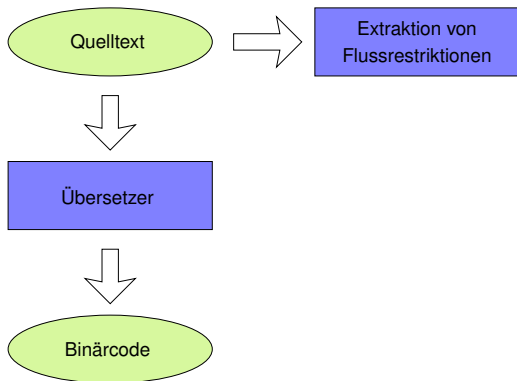 Quelltext
Extraktion von
Flussrestriktionen
Übersetzer
Binärcode